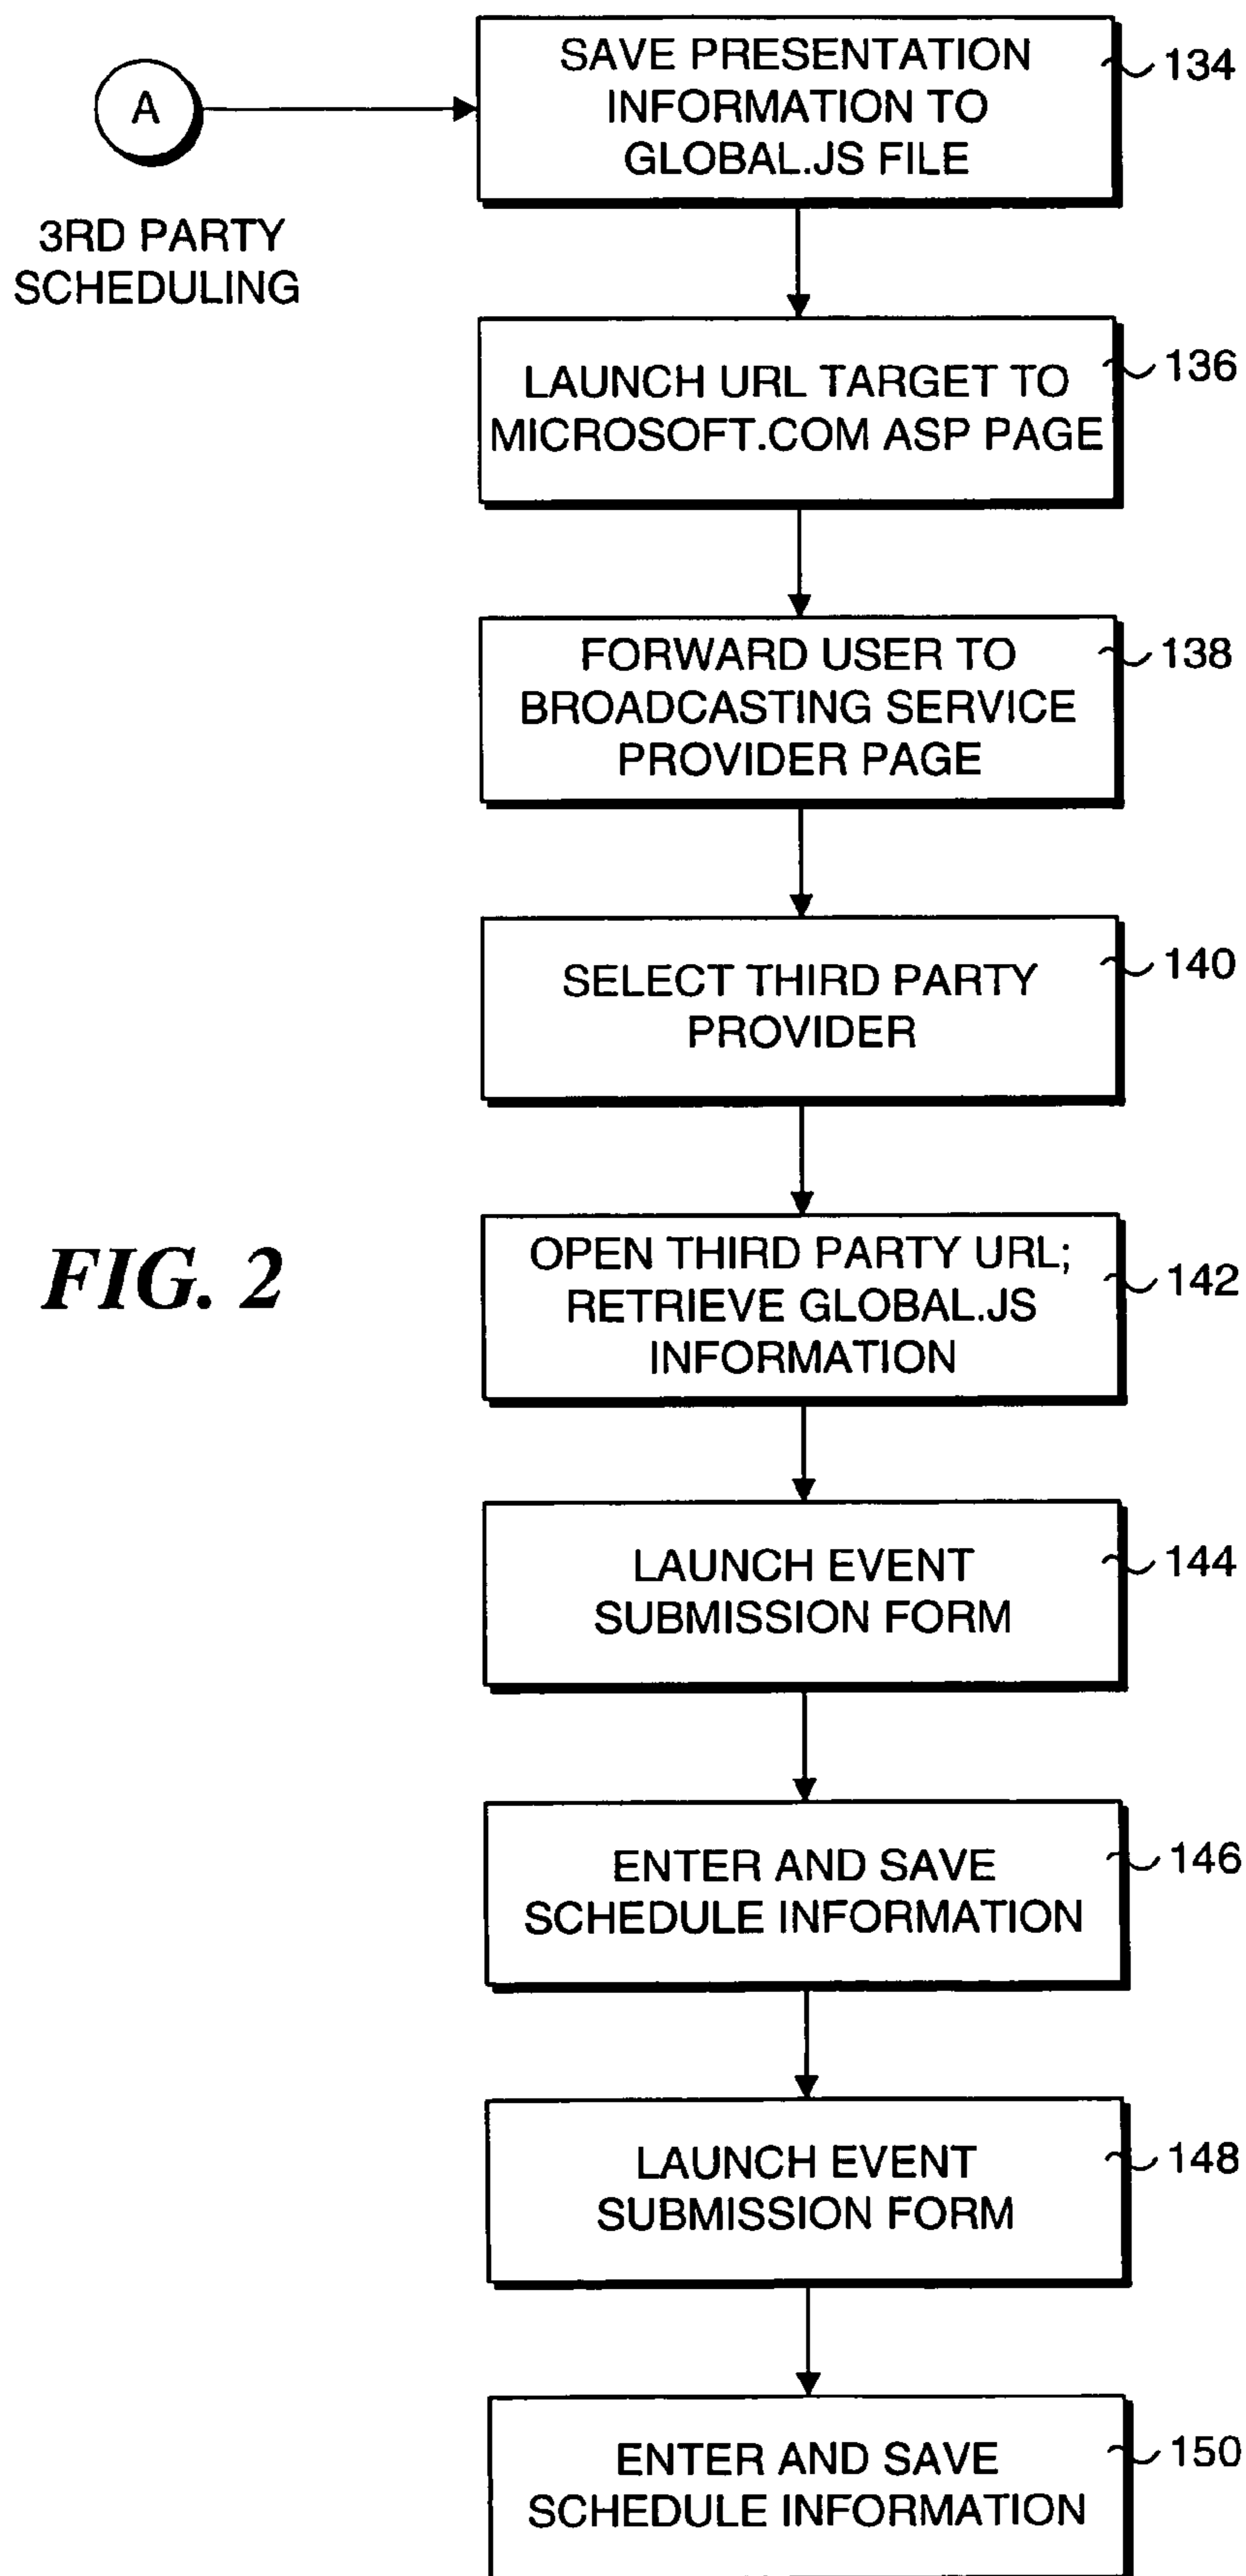 A
3RD PARTY
SCHEDULING
SAVE PRESENTATION
INFORMATION TO
GLOBAL.JS FILE
134
LAUNCH URL TARGET TO
MICROSOFT.COM ASP PAGE
136
FORWARD USER TO
BROADCASTING SERVICE
PROVIDER PAGE
138
SELECT THIRD PARTY
PROVIDER
140
FIG. 2
OPEN THIRD PARTY URL;
RETRIEVE GLOBAL.JS
INFORMATION
142
LAUNCH EVENT
SUBMISSION FORM
144
ENTER AND SAVE
SCHEDULE INFORMATION
146
LAUNCH EVENT
SUBMISSION FORM
148
ENTER AND SAVE
SCHEDULE INFORMATION
150